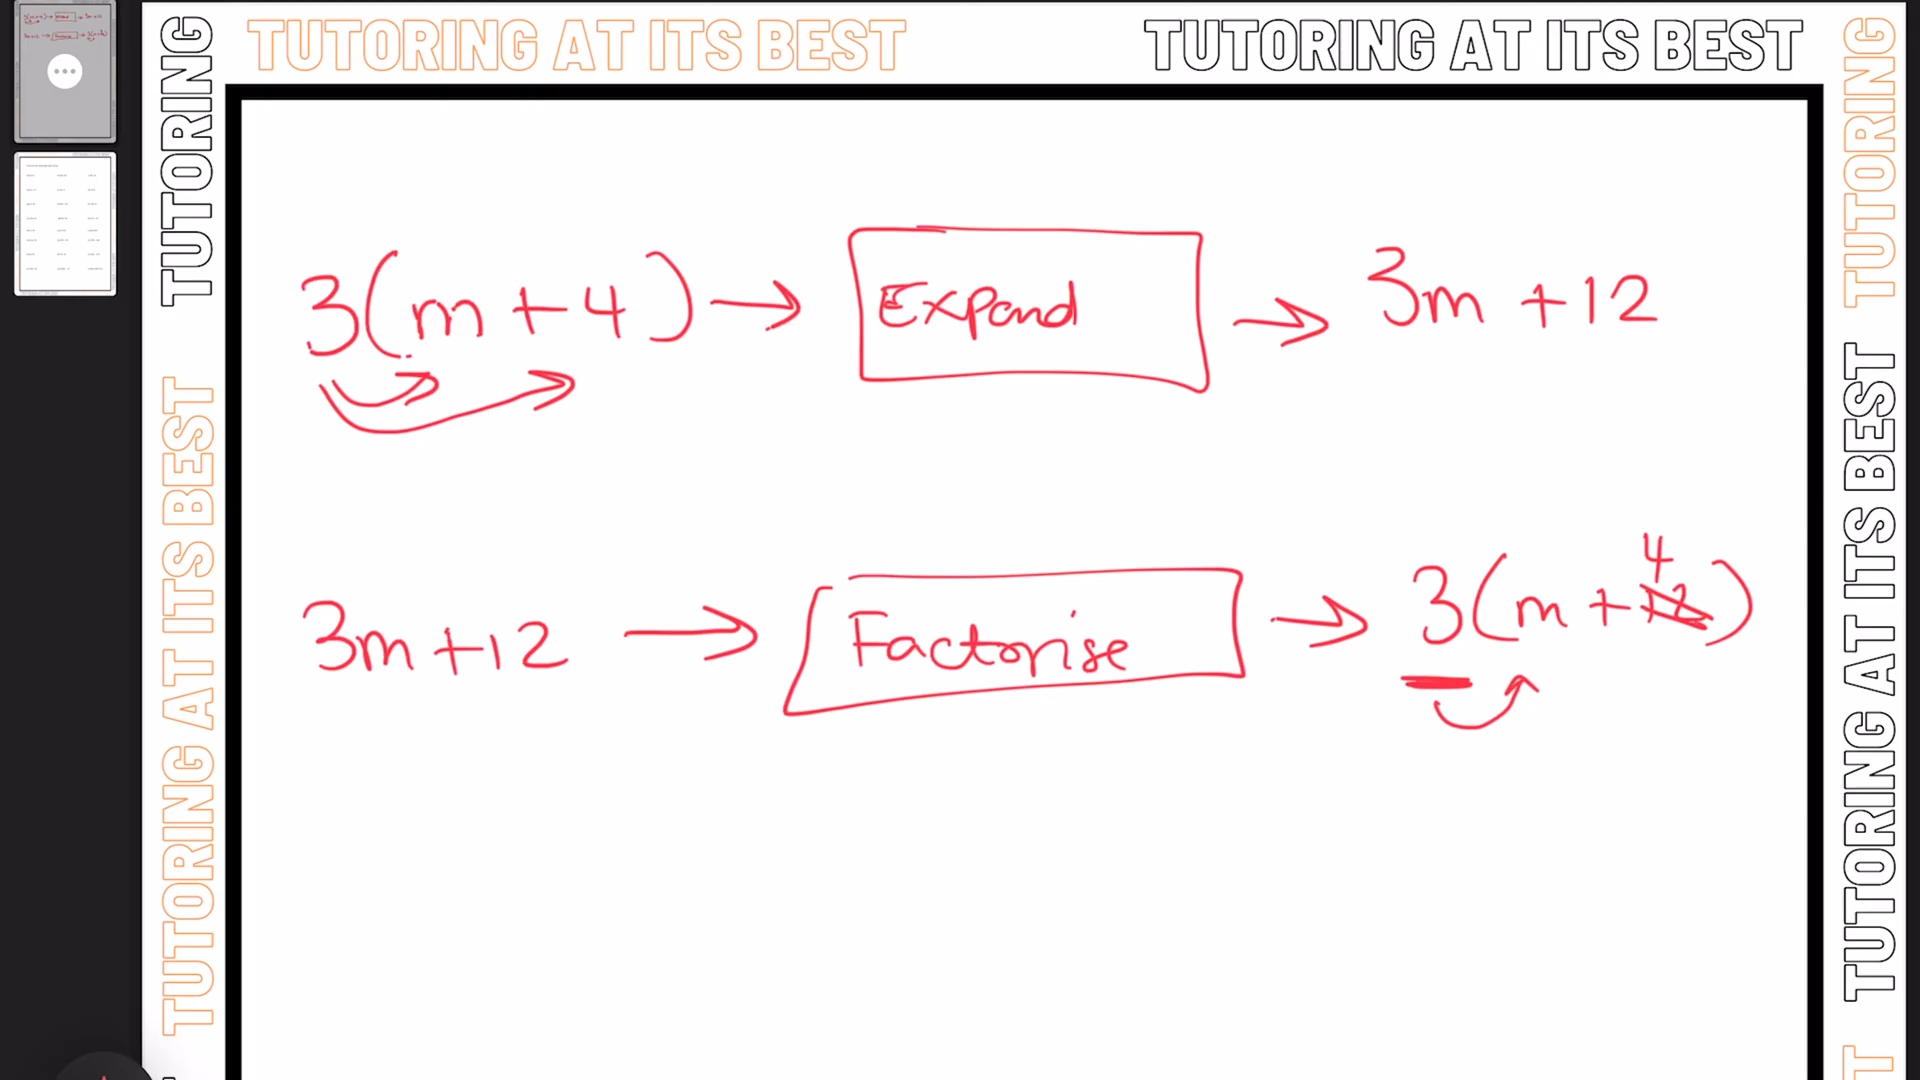 TUTORING AT ITS BEST
TUTORING AT ITS BEST
TUTORING
TUTORING AT ITS BEST
TUTORING
TUTORING AT ITS BEST
3(m+4) → Expand → 3m +12
3m+12 → Factorise → 3(m+12)
4